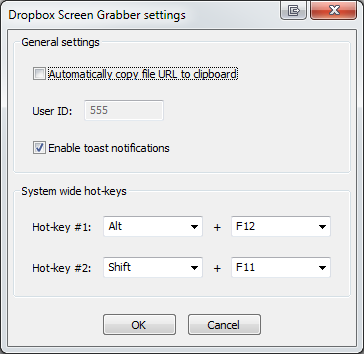 Dropbox Screen Grabber settings
General settings
Automatically copy file URL to clipboard
User ID: 555
Enable toast notifications
System wide hot-keys
Hot-key #1: Alt + F12
Hot-key #2: Shift + F11
OK Cancel